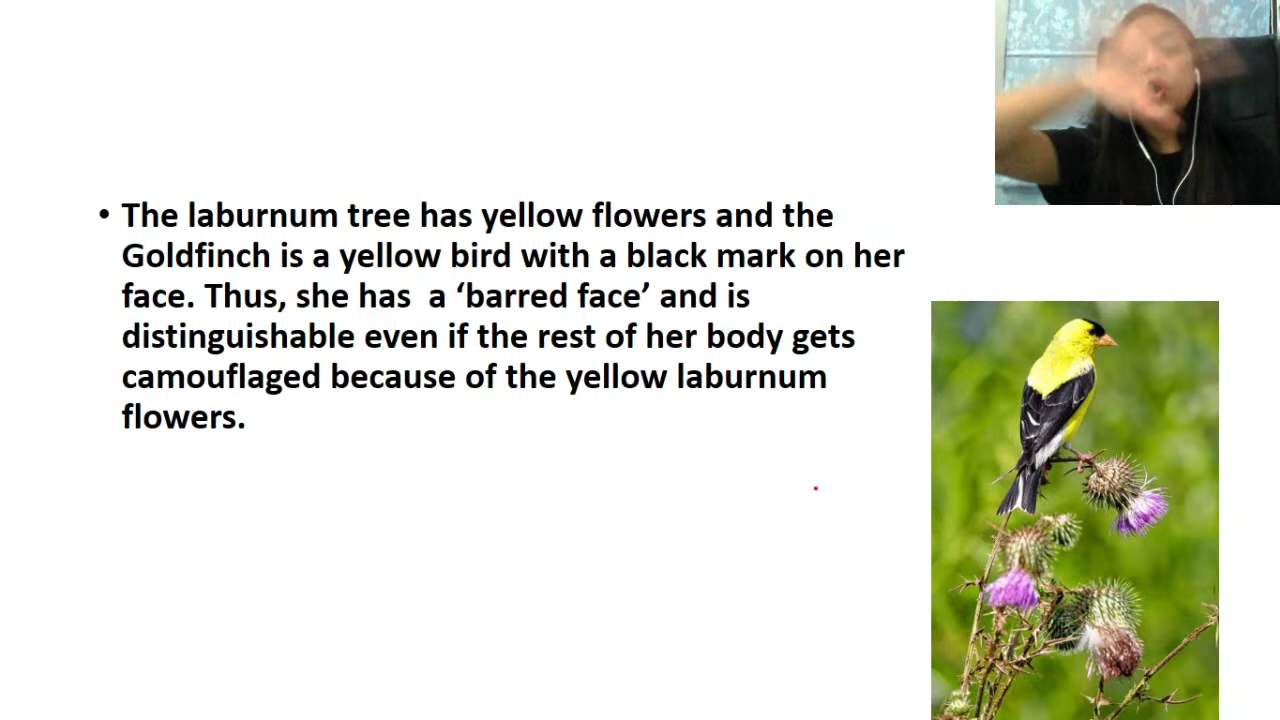 • The laburnum tree has yellow flowers and the
Goldfinch is a yellow bird with a black mark on her
face. Thus, she has  a ‘barred face’ and is
distinguishable even if the rest of her body gets
camouflaged because of the yellow laburnum
flowers.